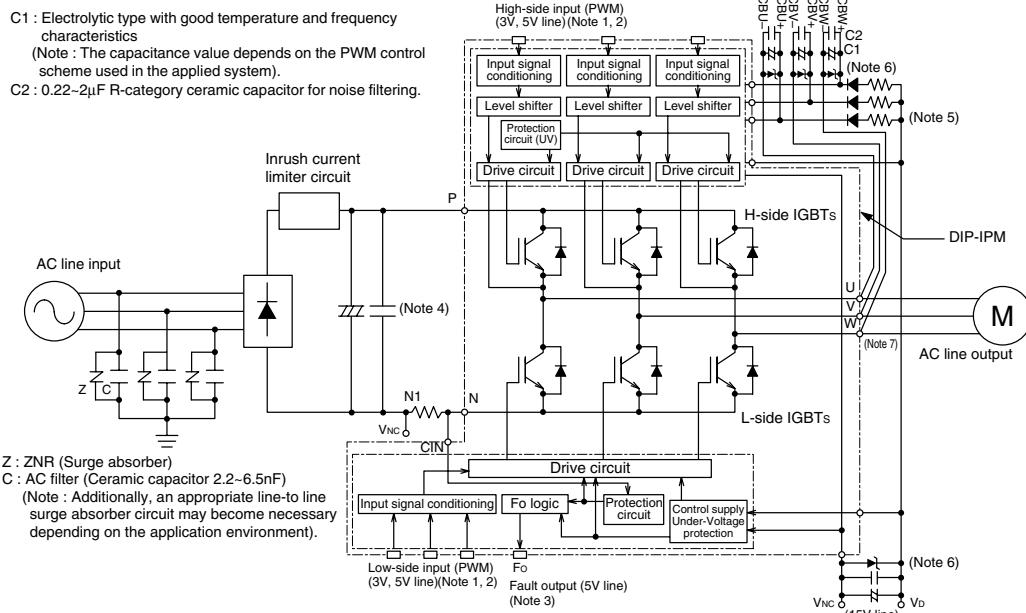 C1 : Electrolytic type with good temperature and frequency
characteristics
(Note : The capacitance value depends on the PWM control
scheme used in the applied system).
C2 : 0.22~2μF R-category ceramic capacitor for noise filtering.
High-side input (PWM)
(3V, 5V line) (Note 1, 2)
CBU-
CBU+
CBV-
CBV+
CBW-
CBW+
C2
C1
(Note 6)
(Note 5)
Input signal
conditioning
Input signal
conditioning
Input signal
conditioning
Level shifter
Level shifter
Level shifter
Protection
circuit (UV)
Drive circuit
Drive circuit
Drive circuit
Inrush current
limiter circuit
P
H-side IGBTS
DIP-IPM
AC line input
(Note 4)
U
V
W
(Note 7)
M
AC line output
Z
C
N1
N
VNC
CIN
L-side IGBTS
Z : ZNR (Surge absorber)
C : AC filter (Ceramic capacitor 2.2~6.5nF)
(Note : Additionally, an appropriate line-to line
surge absorber circuit may become necessary
depending on the application environment).
Drive circuit
Input signal conditioning
Fo logic
Protection
circuit
Control supply
Under-Voltage
protection
Low-side input (PWM)
(3V, 5V line)(Note 1, 2)
FO
Fault output (5V line)
(Note 3)
(Note 6)
VNC
(15V line)
VD